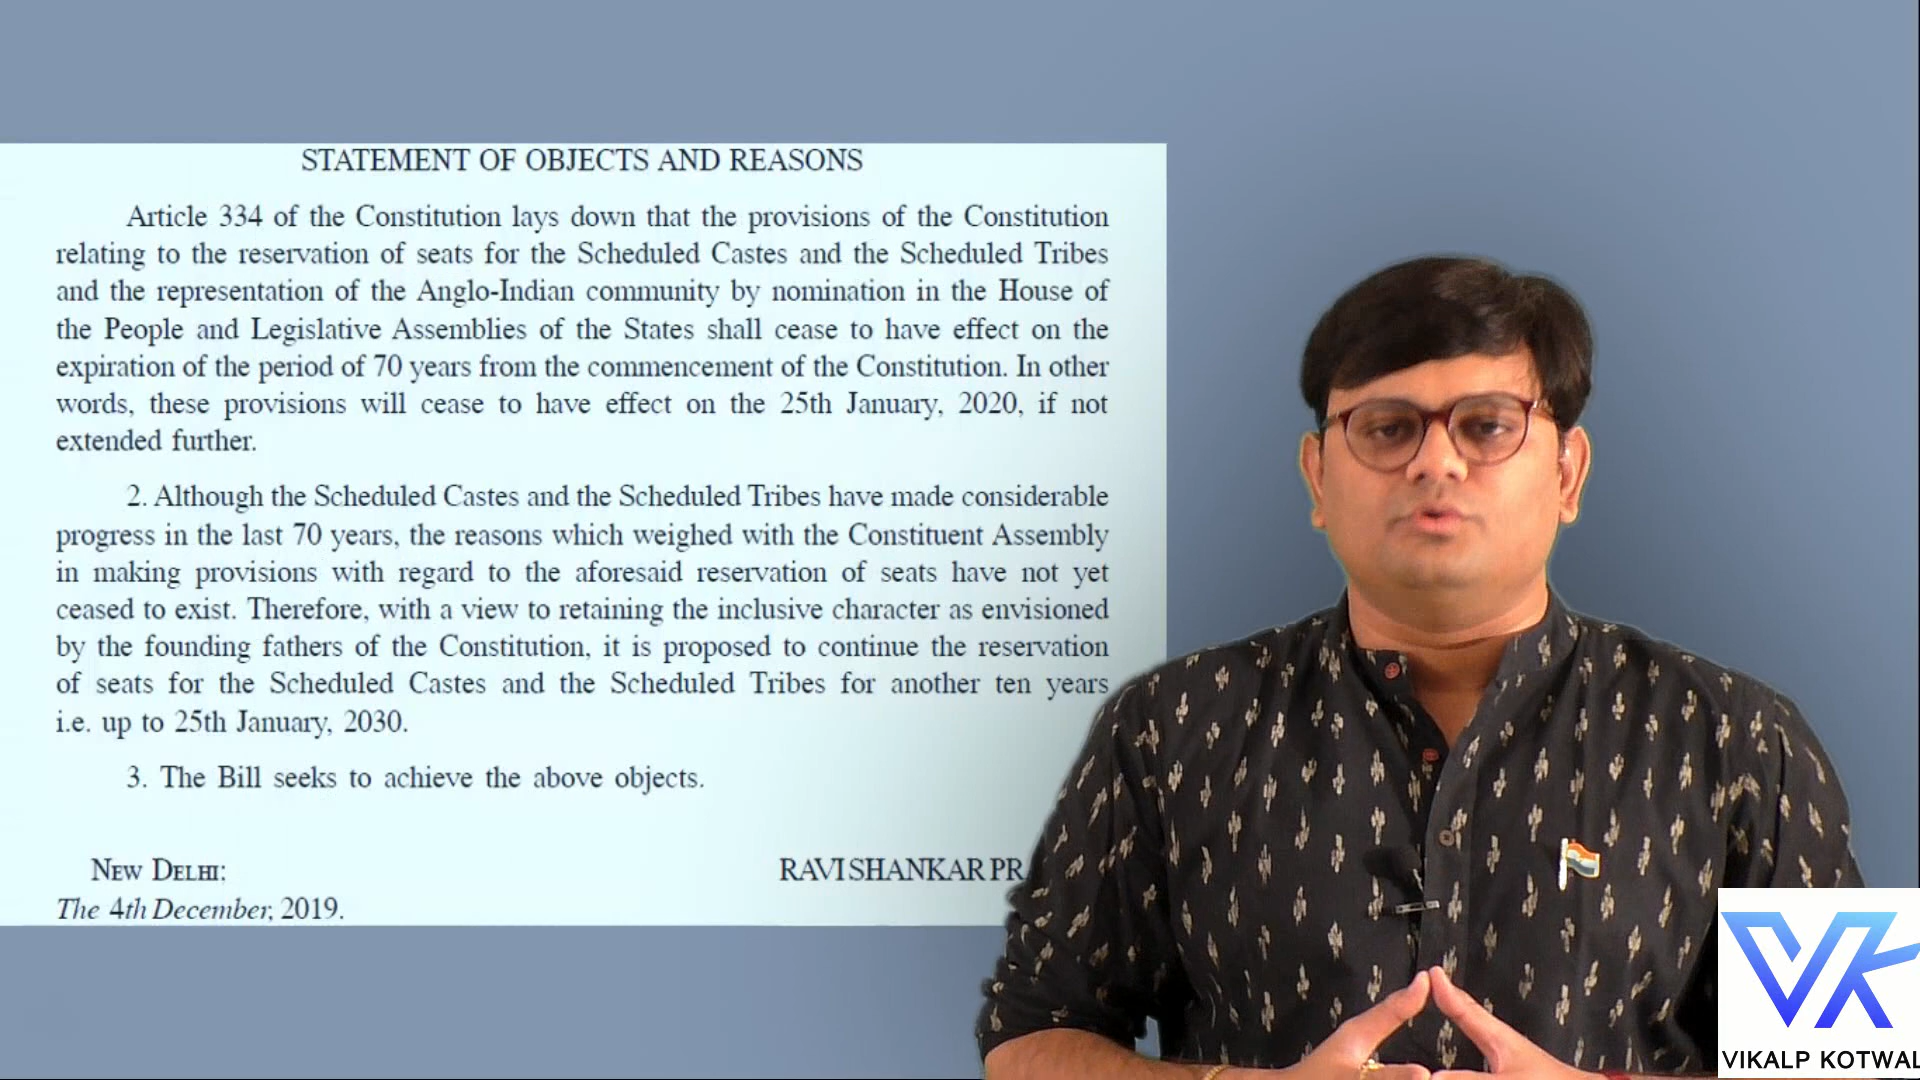 STATEMENT OF OBJECTS AND REASONS
Article 334 of the Constitution lays down that the provisions of the Constitution
relating to the reservation of seats for the Scheduled Castes and the Scheduled Tribes
and the representation of the Anglo-Indian community by nomination in the House of
the People and Legislative Assemblies of the States shall cease to have effect on the
expiration of the period of 70 years from the commencement of the Constitution. In other
words, these provisions will cease to have effect on the 25th January, 2020, if not
extended further.
2. Although the Scheduled Castes and the Scheduled Tribes have made considerable
progress in the last 70 years, the reasons which weighed with the Constituent Assembly
in making provisions with regard to the aforesaid reservation of seats have not yet
ceased to exist. Therefore, with a view to retaining the inclusive character as envisioned
by the founding fathers of the Constitution, it is proposed to continue the reservation
of seats for the Scheduled Castes and the Scheduled Tribes for another ten years
i.e. up to 25th January, 2030.
3. The Bill seeks to achieve the above objects.
NEW DELHI: RAVI SHANKAR PR
The 4th December, 2019.
VK
VIKALP KOTWAL